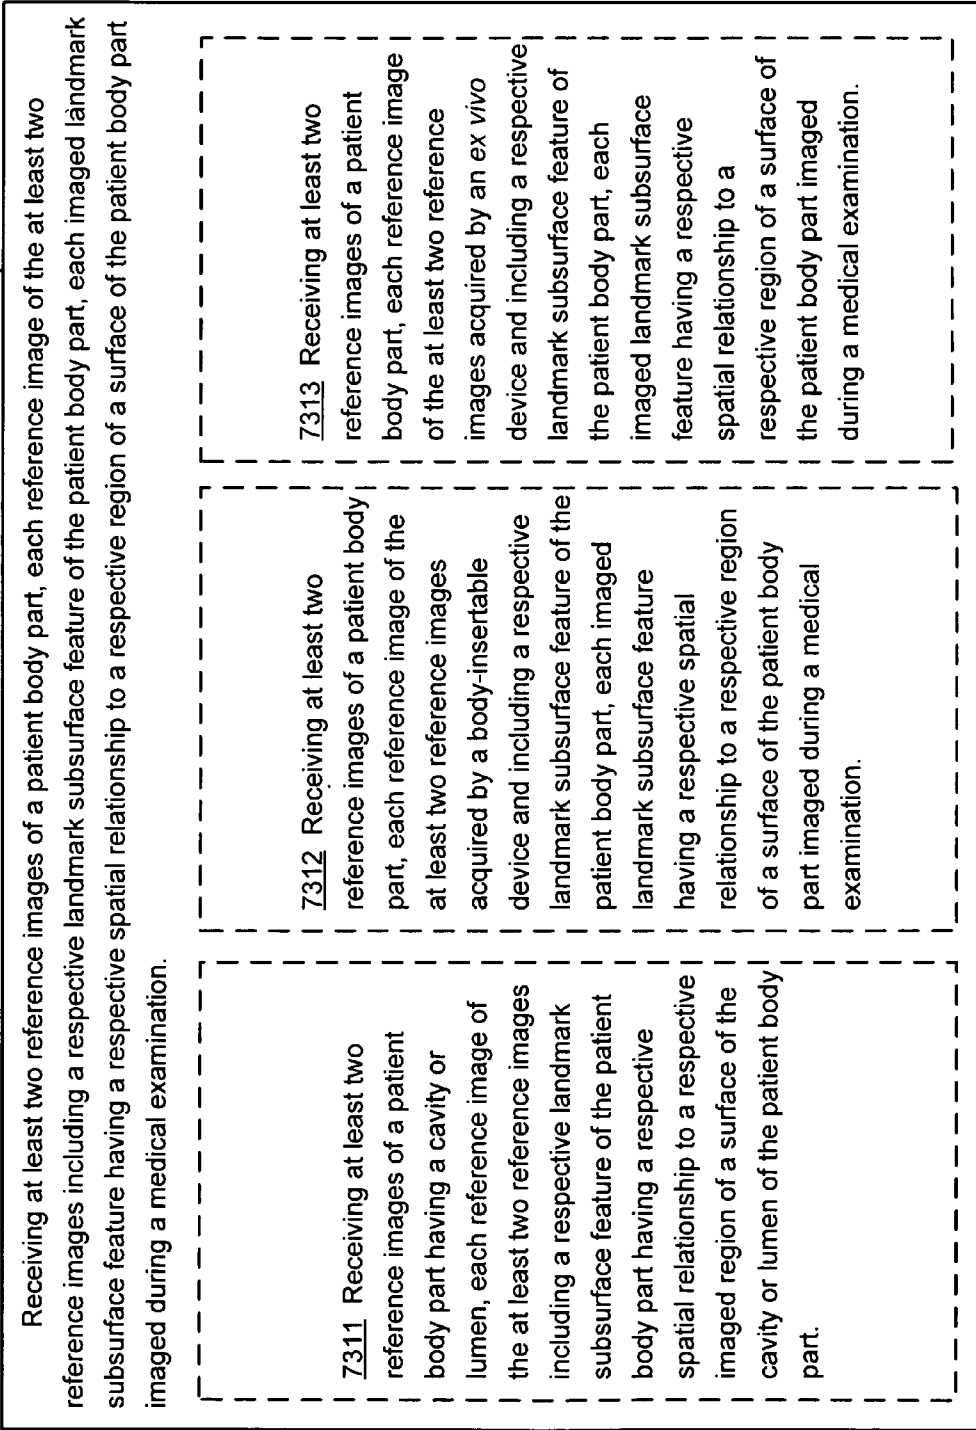 Receiving at least two reference images of a patient body part, each reference image of the at least two
reference images including a respective landmark subsurface feature of the patient body part, each imaged landmark
subsurface feature having a respective spatial relationship to a respective region of a surface of the patient body part
imaged during a medical examination.
7311 Receiving at least two
reference images of a patient
body part having a cavity or
lumen, each reference image of
the at least two reference images
including a respective landmark
subsurface feature of the patient
body part having a respective
spatial relationship to a respective
imaged region of a surface of the
cavity or lumen of the patient body
part.
7312 Receiving at least two
reference images of a patient body
part, each reference image of the
at least two reference images
acquired by a body-insertable
device and including a respective
landmark subsurface feature of the
patient body part, each imaged
landmark subsurface feature
having a respective spatial
relationship to a respective region
of a surface of the patient body
part imaged during a medical
examination.
7313 Receiving at least two
reference images of a patient
body part, each reference image
of the at least two reference
images acquired by an ex vivo
device and including a respective
landmark subsurface feature of
the patient body part, each
imaged landmark subsurface
feature having a respective
spatial relationship to a
respective region of a surface of
the patient body part imaged
during a medical examination.